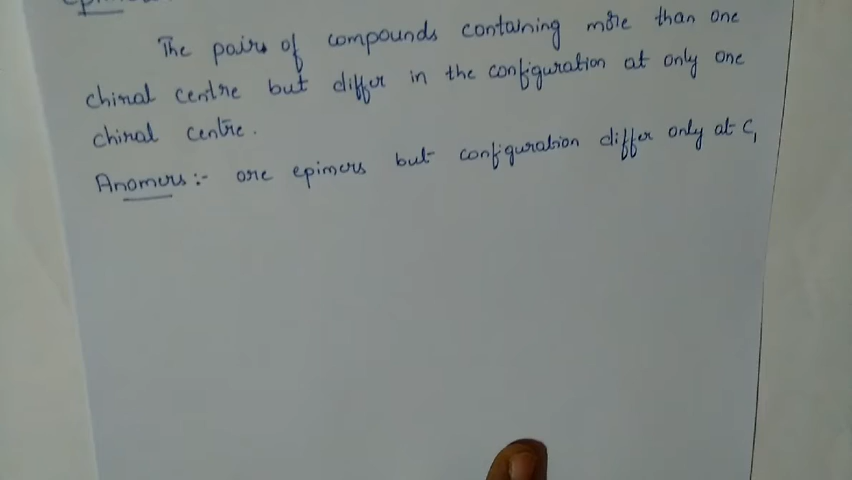 The pairs of compounds containing more than one
chiral centre but differ in the configuration at only one
chiral centre.
Anomers :- are epimers but configuration differ only at C1